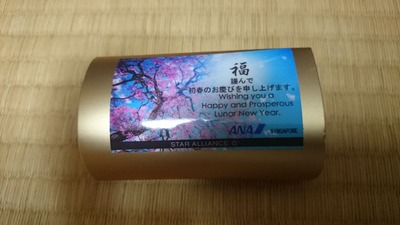 福
謹んで
初春のお慶びを申し上げます。
Wishing you a
Happy and Prosperous
Lunar New Year.
ANA SINGAPORE
STAR ALLIANCE